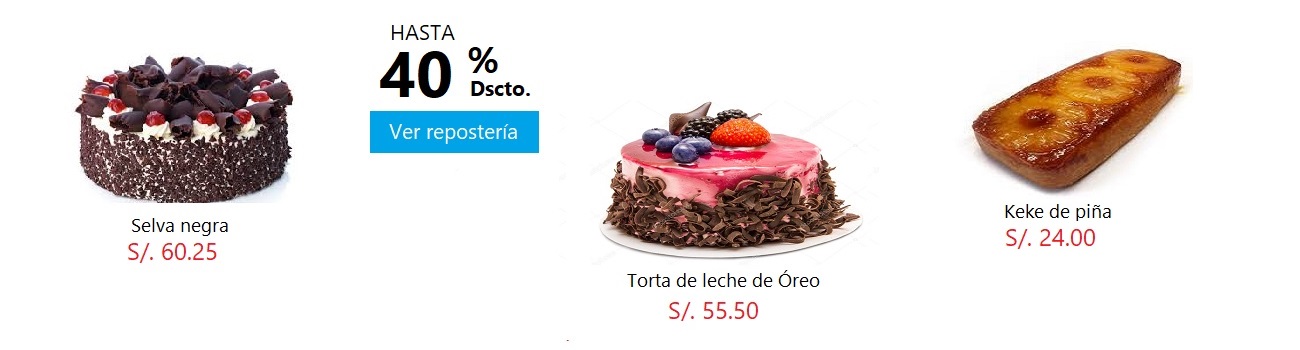 HASTA
40 %
Dscto.
Ver repostería
Selva negra
S/. 60.25
Torta de leche de Óreo
S/. 55.50
Keke de piña
S/. 24.00